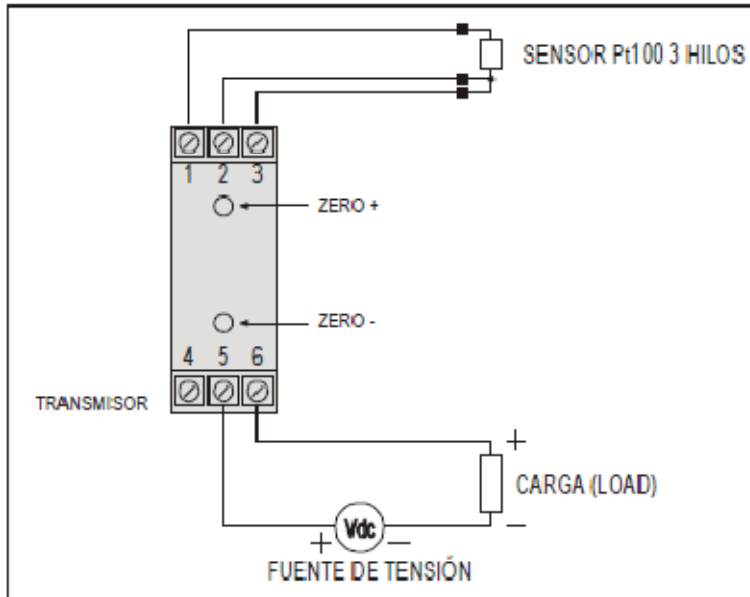 SENSOR Pt100 3 HILOS
1 2 3
ZERO +
ZERO -
4 5 6
TRANSMISOR
+
CARGA (LOAD)
−
+ Vdc −
FUENTE DE TENSIÓN